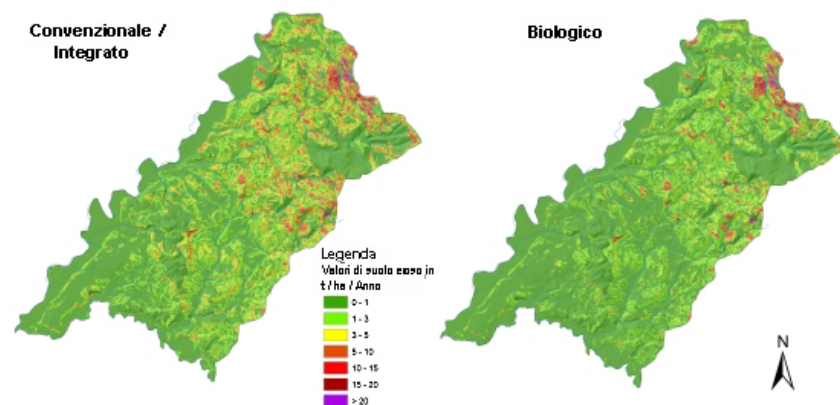 Convenzionale /
Integrato
Biologico
Legenda
Valori di suolo eroso in
t / ha / Anno
0 - 1
1 - 3
3 - 5
5 - 10
10 - 15
15 - 20
> 20
N